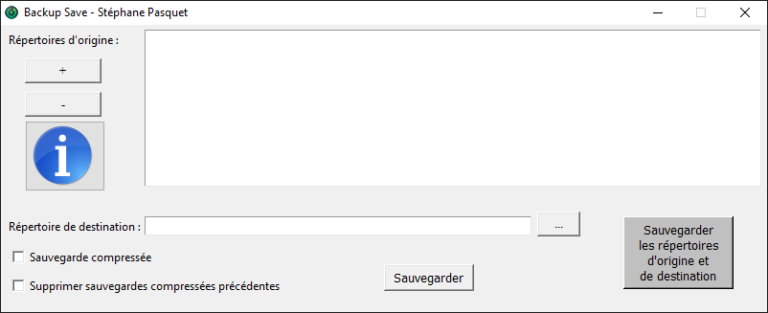 Backup Save - Stéphane Pasquet
Répertoires d'origine :
+
-
i
Répertoire de destination :
...
Sauvegarde compressée
Supprimer sauvegardes compressées précédentes
Sauvegarder
Sauvegarder
les répertoires
d'origine et
de destination